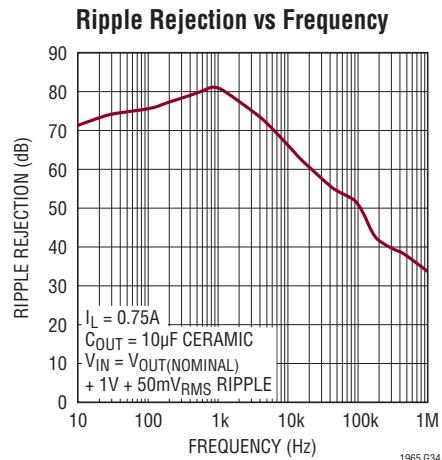 Ripple Rejection vs Frequency
90
80
70
60
50
40
30
20
10
0
RIPPLE REJECTION (dB)
I_L = 0.75A
C_OUT = 10µF CERAMIC
V_IN = V_OUT(NOMINAL)
+ 1V + 50mV_RMS RIPPLE
10 100 1k 10k 100k 1M
FREQUENCY (Hz)
1965 G34